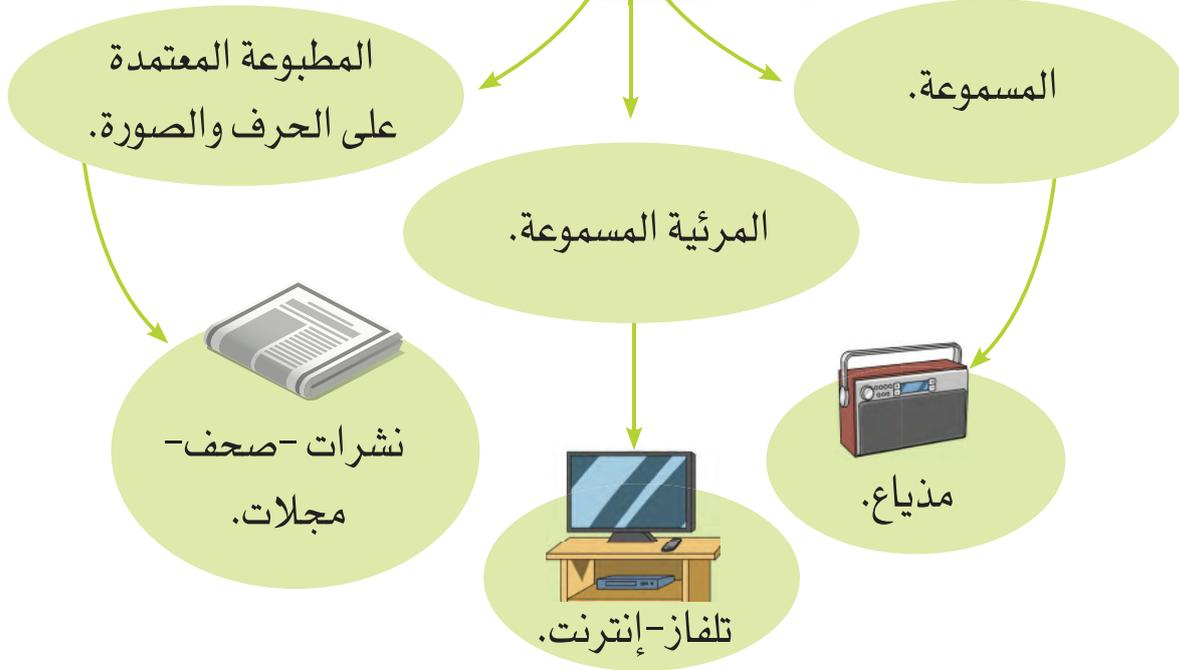 المسموعة.
المرئية المسموعة.
المطبوعة المعتمدة
على الحرف والصورة.
مذياع.
تلفاز-إنترنت.
نشرات -صحف-
مجلات.